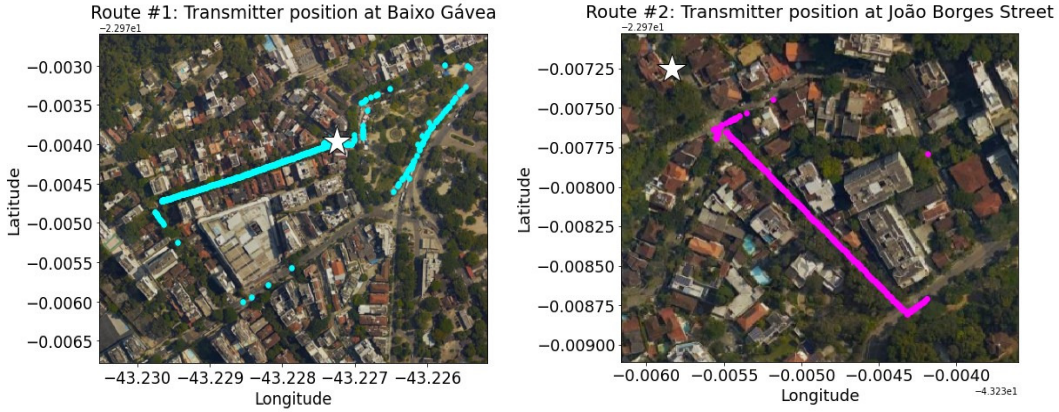 Route #1: Transmitter position at Baixo Gávea
−2.297e1
−0.0030
−0.0035
−0.0040
−0.0045
−0.0050
−0.0055
−0.0060
−0.0065
Latitude
−43.230 −43.229 −43.228 −43.227 −43.226
Longitude
Route #2: Transmitter position at João Borges Street
−2.297e1
−0.00725
−0.00750
−0.00775
−0.00800
−0.00825
−0.00850
−0.00875
−0.00900
Latitude
−0.0060 −0.0055 −0.0050 −0.0045 −0.0040
Longitude
−4.323e1